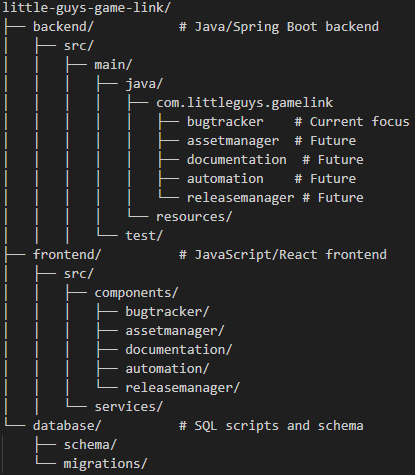 little-guys-game-link/
├── backend/           # Java/Spring Boot backend
│   ├── src/
│   │   ├── main/
│   │   │   ├── java/
│   │   │   │   ├── com.littleguys.gamelink
│   │   │   │   │   ├── bugtracker    # Current focus
│   │   │   │   │   ├── assetmanager  # Future
│   │   │   │   │   ├── documentation  # Future
│   │   │   │   │   ├── automation    # Future
│   │   │   │   │   └── releasemanager # Future
│   │   │   │   └── resources/
│   │   │   └── test/
├── frontend/          # JavaScript/React frontend
│   ├── src/
│   │   ├── components/
│   │   │   ├── bugtracker/
│   │   │   ├── assetmanager/
│   │   │   ├── documentation/
│   │   │   ├── automation/
│   │   │   └── releasemanager/
│   │   └── services/
└── database/          # SQL scripts and schema
    ├── schema/
    └── migrations/